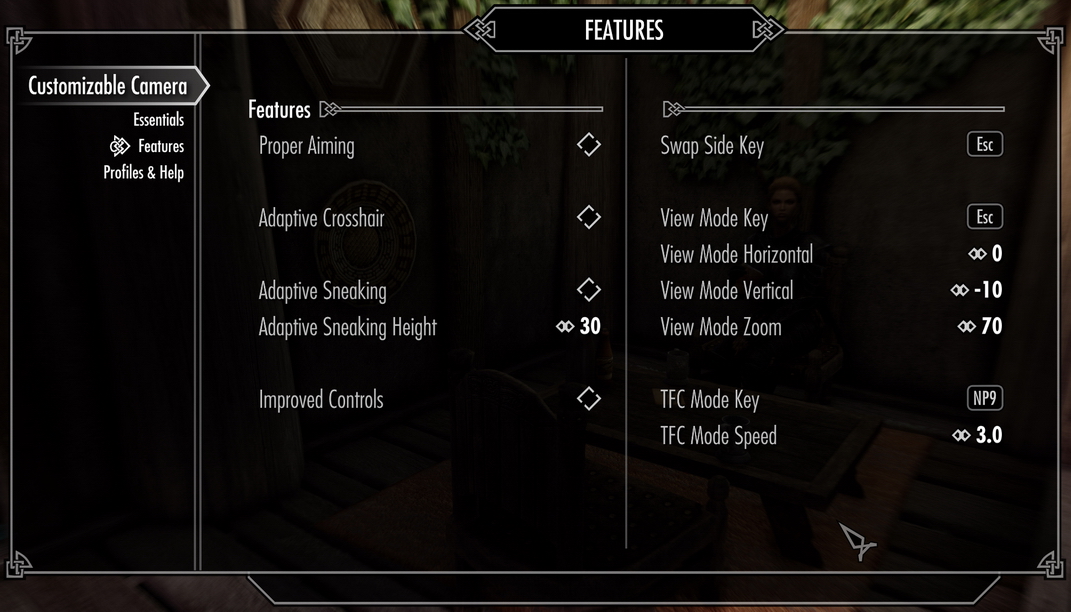 FEATURES
Customizable Camera
Essentials
Features
Profiles & Help
Features
Proper Aiming
Adaptive Crosshair
Adaptive Sneaking
Adaptive Sneaking Height 30
Improved Controls
Swap Side Key Esc
View Mode Key Esc
View Mode Horizontal 0
View Mode Vertical -10
View Mode Zoom 70
TFC Mode Key NP9
TFC Mode Speed 3.0